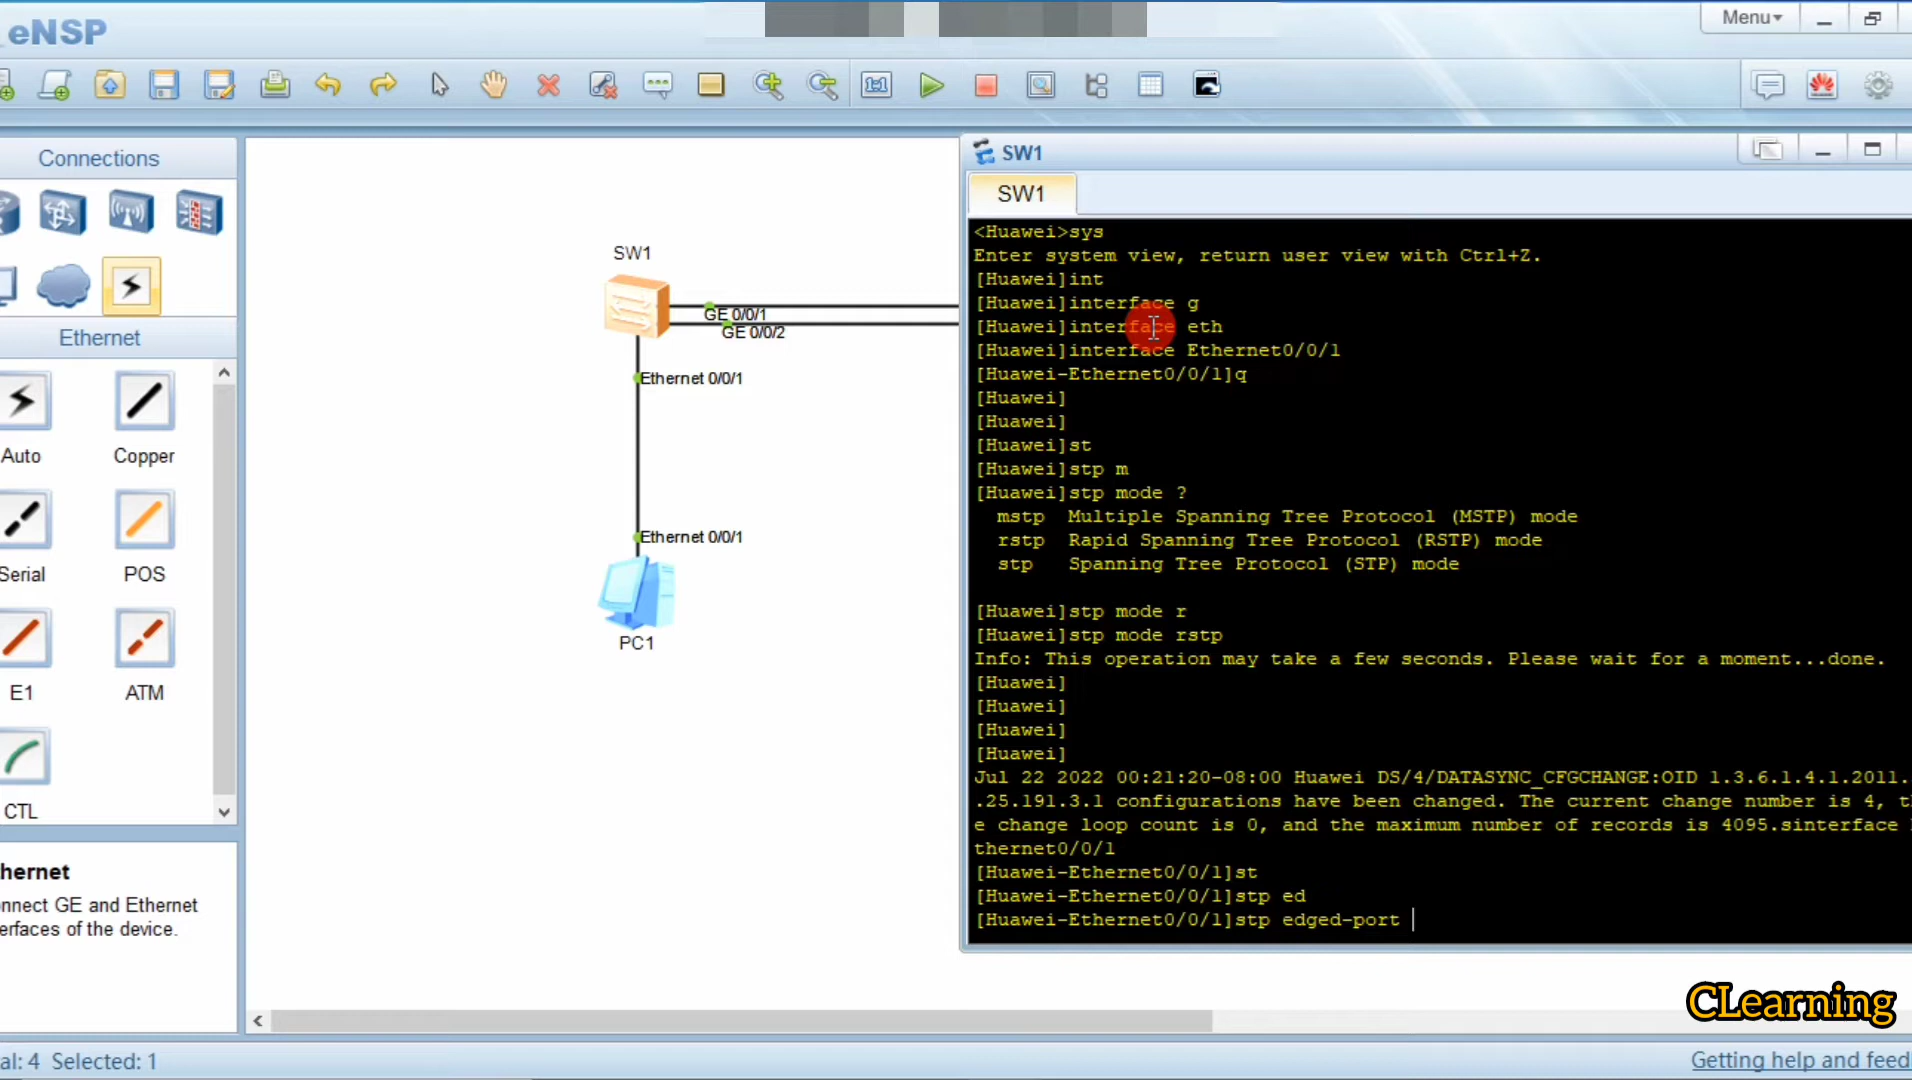 eNSP
Menu
Connections
SW1
SW1
SW1
GE 0/0/1
GE 0/0/2
Ethernet 0/0/1
Ethernet 0/0/1
PC1
Ethernet
Auto
Copper
Serial
POS
E1
ATM
CTL
hernet
nnect GE and Ethernet
erfaces of the device.
<Huawei>sys
Enter system view, return user view with Ctrl+Z.
[Huawei]int
[Huawei]interface g
[Huawei]interface eth
[Huawei]interface Ethernet0/0/1
[Huawei-Ethernet0/0/1]q
[Huawei]
[Huawei]
[Huawei]st
[Huawei]stp m
[Huawei]stp mode ?
mstp Multiple Spanning Tree Protocol (MSTP) mode
rstp Rapid Spanning Tree Protocol (RSTP) mode
stp Spanning Tree Protocol (STP) mode
[Huawei]stp mode r
[Huawei]stp mode rstp
Info: This operation may take a few seconds. Please wait for a moment...done.
[Huawei]
[Huawei]
[Huawei]
[Huawei]
Jul 22 2022 00:21:20-08:00 Huawei DS/4/DATASYNC_CFGCHANGE:OID 1.3.6.1.4.1.2011.
.25.191.3.1 configurations have been changed. The current change number is 4, t
e change loop count is 0, and the maximum number of records is 4095.sinterface
thernet0/0/1
[Huawei-Ethernet0/0/1]st
[Huawei-Ethernet0/0/1]stp ed
[Huawei-Ethernet0/0/1]stp edged-port
CLearning
al: 4 Selected: 1
Getting help and feed